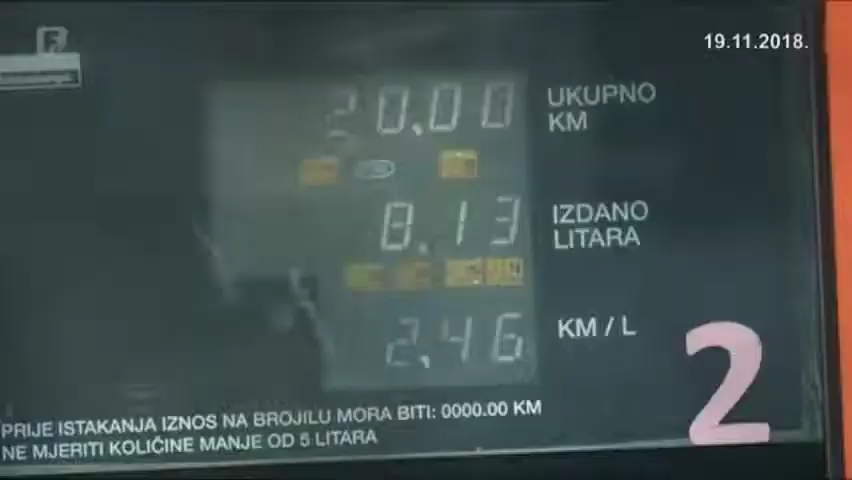 19.11.2018.
20.00
UKUPNO
KM
8.13
IZDANO
LITARA
2.46
KM / L
2
PRIJE ISTAKANJA IZNOS NA BROJILU MORA BITI: 0000.00 KM
NE MJERITI KOLIČINE MANJE OD 5 LITARA